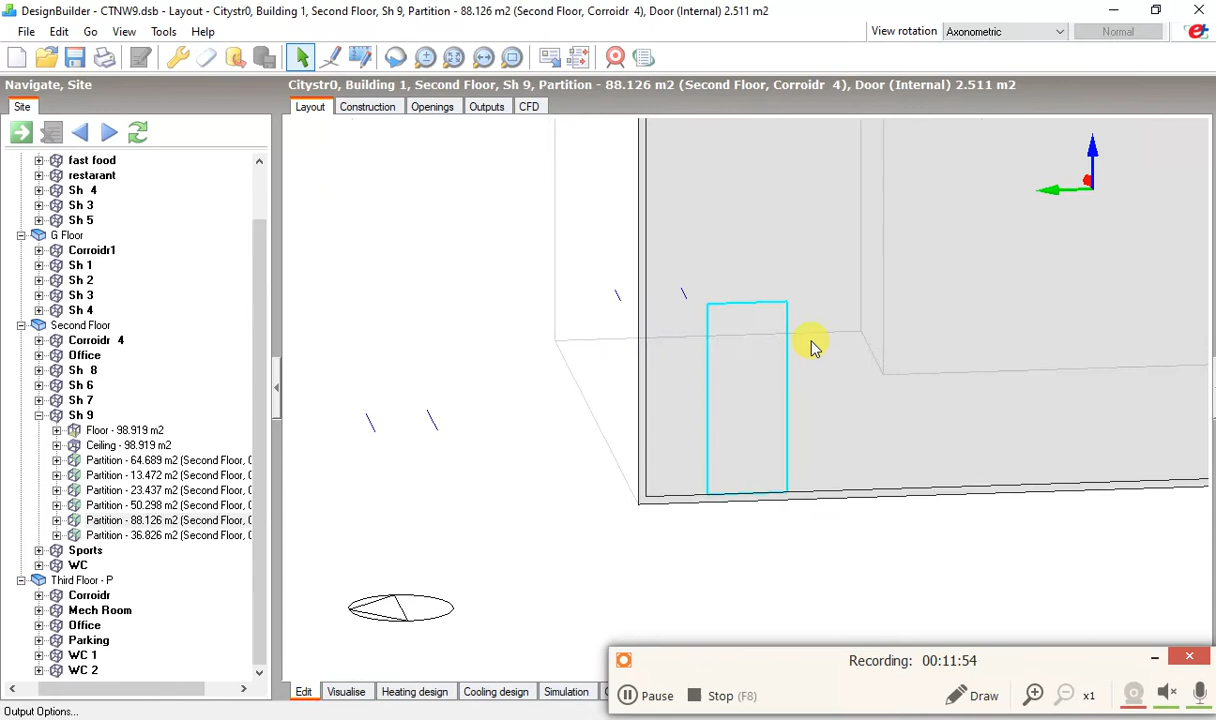 DesignBuilder - CTNW9.dsb - Layout - Citystr0, Building 1, Second Floor, Sh 9, Partition - 88.126 m2 (Second Floor, Corroidr  4), Door (Internal) 2.511 m2
File Edit Go View Tools Help
View rotation Axonometric Normal
Navigate, Site
Citystr0, Building 1, Second Floor, Sh 9, Partition - 88.126 m2 (Second Floor, Corroidr  4), Door (Internal) 2.511 m2
Site
Layout Construction Openings Outputs CFD
fast food
restarant
Sh  4
Sh 3
Sh 5
G Floor
Corroidr1
Sh 1
Sh 2
Sh 3
Sh 4
Second Floor
Corroidr  4
Office
Sh  8
Sh 6
Sh 7
Sh 9
Floor - 98.919 m2
Ceiling - 98.919 m2
Partition - 64.689 m2 (Second Floor, C
Partition - 13.472 m2 (Second Floor, C
Partition - 23.437 m2 (Second Floor, C
Partition - 50.298 m2 (Second Floor, C
Partition - 88.126 m2 (Second Floor, C
Partition - 36.826 m2 (Second Floor, C
Sports
WC
Third Floor - P
Corroidr
Mech Room
Office
Parking
WC 1
WC 2
Edit Visualise Heating design Cooling design Simulation
Output Options...
Recording: 00:11:54
Pause Stop (F8) Draw x1